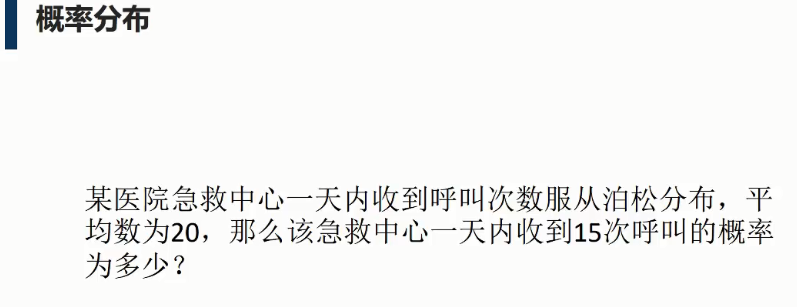 概率分布
某医院急救中心一天内收到呼叫次数服从泊松分布，平
均数为20，那么该急救中心一天内收到15次呼叫的概率
为多少？